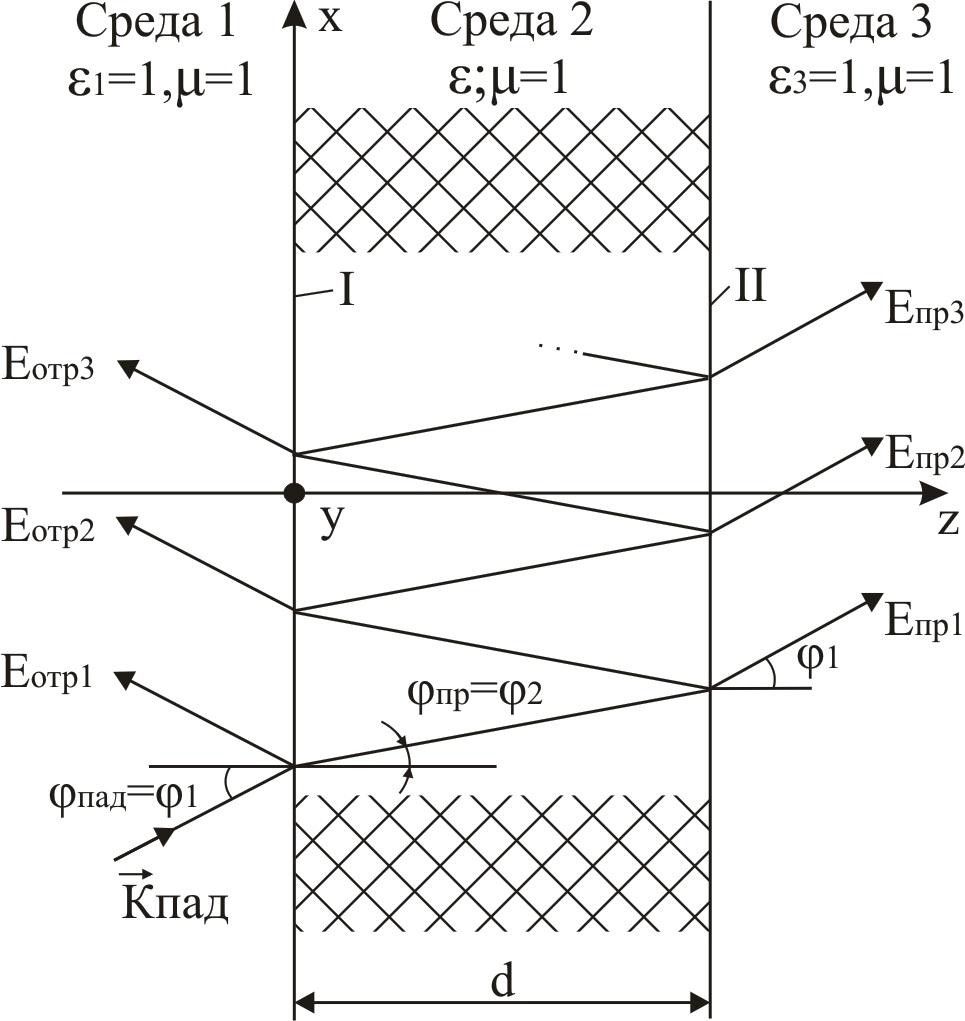 Среда 1
ε1=1,μ=1
x
Среда 2
ε;μ=1
Среда 3
ε3=1,μ=1
I
II
Eпр3
. . .
Eотр3
Eпр2
y
z
Eотр2
Eпр1
φ1
Eотр1
φпр=φ2
φпад=φ1
Kпад
d